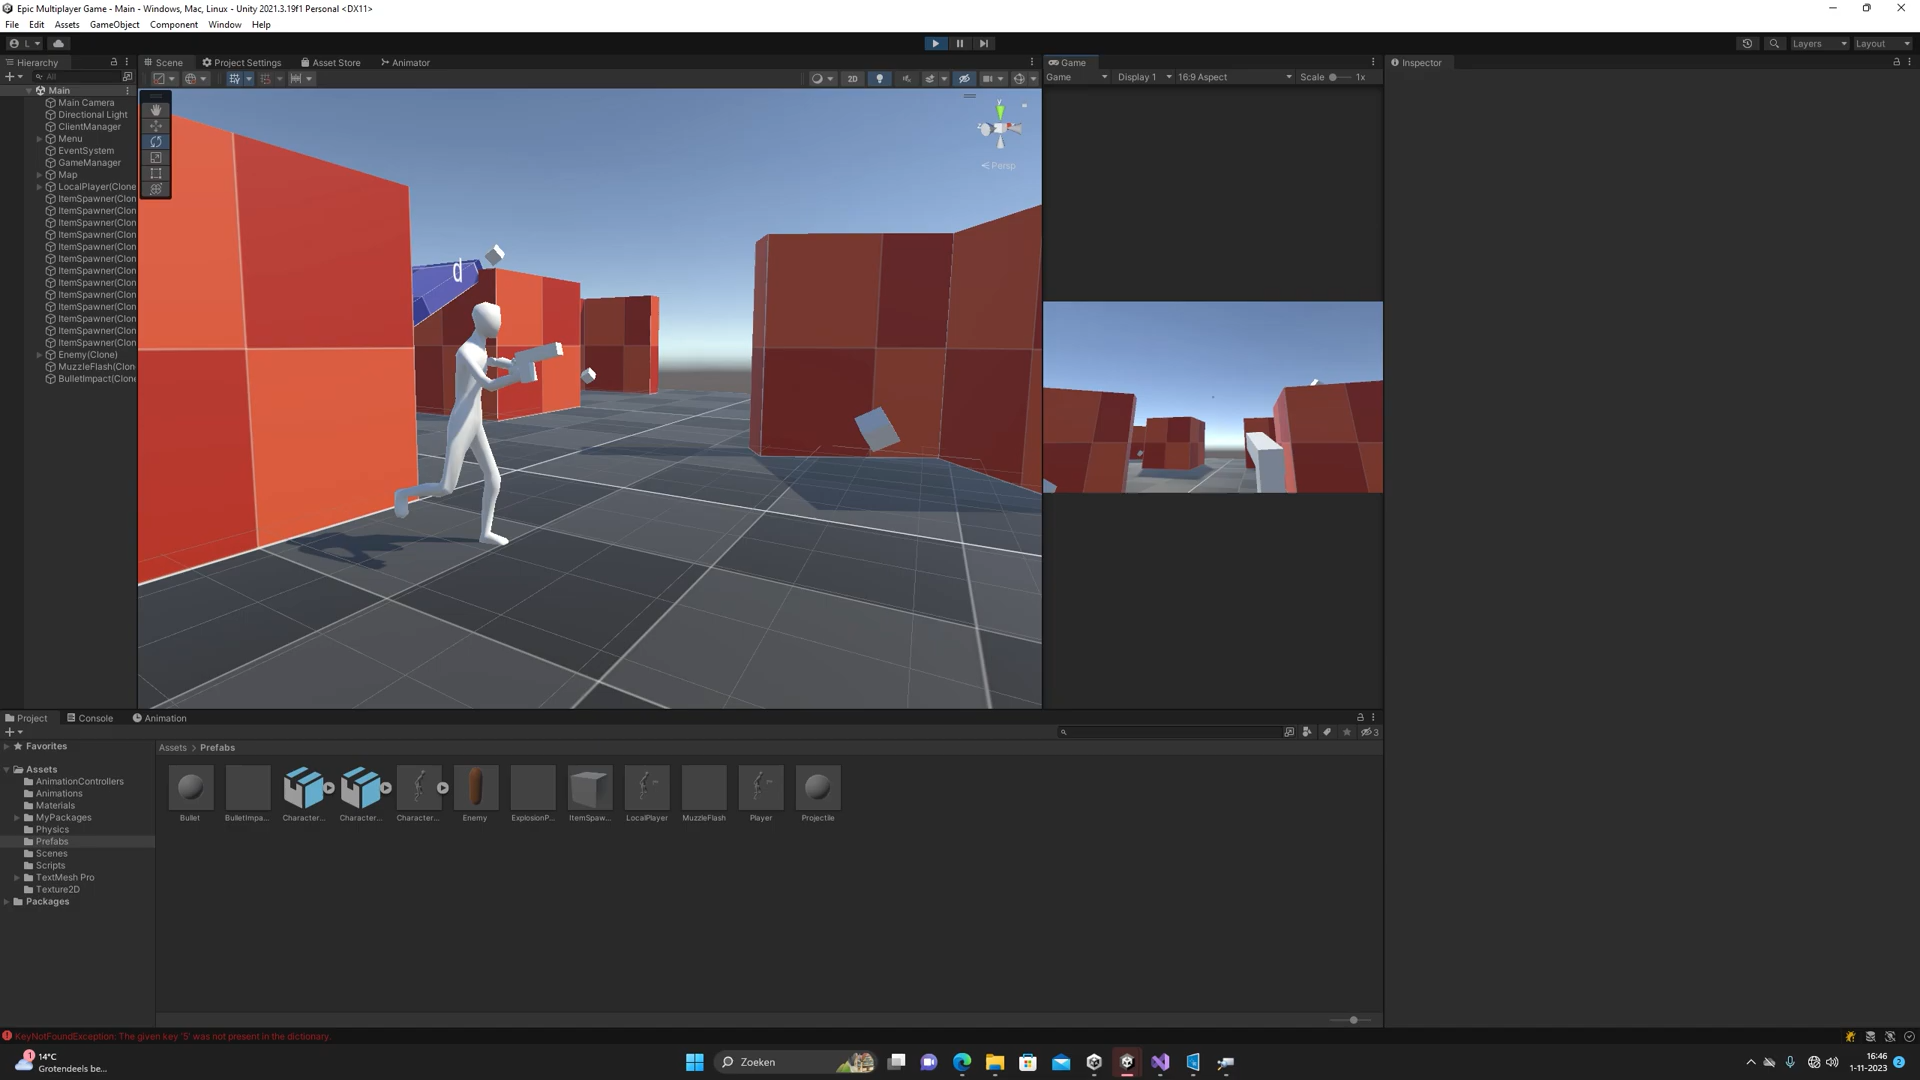 Epic Multiplayer Game - Main - Windows, Mac, Linux - Unity 2021.3.19f1 Personal <DX11>
File Edit Assets GameObject Component Window Help
L Layers Layout
Hierarchy Scene Project Settings Asset Store Animator Game Inspector
All 2D Game Display 1 16:9 Aspect Scale 1x
Main
Main Camera
Directional Light
ClientManager
Menu
EventSystem
GameManager
Map
LocalPlayer(Clone
ItemSpawner(Clon
ItemSpawner(Clon
ItemSpawner(Clon
ItemSpawner(Clon
ItemSpawner(Clon
ItemSpawner(Clon
ItemSpawner(Clon
ItemSpawner(Clon
ItemSpawner(Clon
ItemSpawner(Clon
ItemSpawner(Clon
ItemSpawner(Clon
ItemSpawner(Clon
Enemy(Clone)
MuzzleFlash(Clon
BulletImpact(Clone
y
Persp
d
Project Console Animation
3
Favorites
Assets
AnimationControllers
Animations
Materials
MyPackages
Physics
Prefabs
Scenes
Scripts
TextMesh Pro
Texture2D
Packages
Assets > Prefabs
Bullet BulletImpa... Character... Character... Character... Enemy ExplosionP... ItemSpaw... LocalPlayer MuzzleFlash Player Projectile
KeyNotFoundException: The given key '5' was not present in the dictionary.
1
14°C
Grotendeels be...
Zoeken
16:46
1-11-2023
2